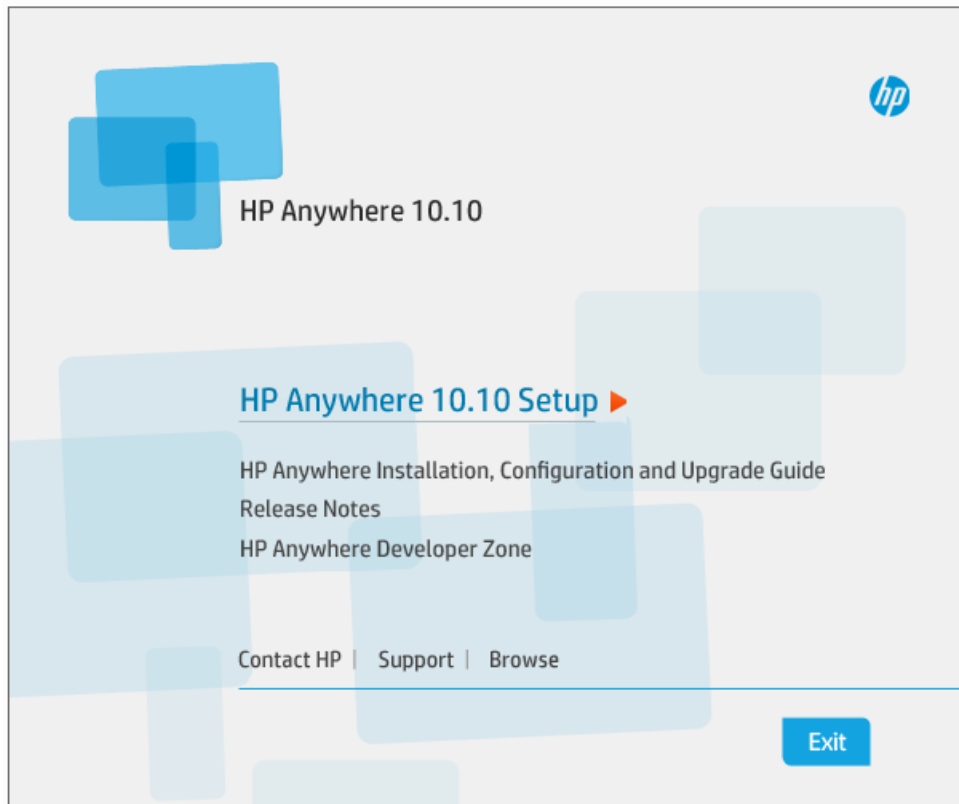 hp
HP Anywhere 10.10
HP Anywhere 10.10 Setup
HP Anywhere Installation, Configuration and Upgrade Guide
Release Notes
HP Anywhere Developer Zone
Contact HP | Support | Browse
Exit